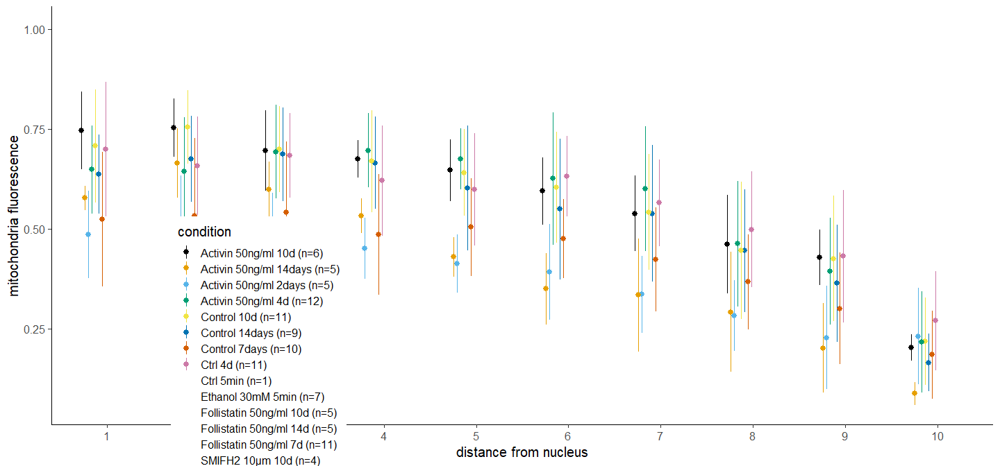 1.00
0.75
0.50
0.25
mitochondria fluorescence
condition
Activin 50ng/ml 10d (n=6)
Activin 50ng/ml 14days (n=5)
Activin 50ng/ml 2days (n=5)
Activin 50ng/ml 4d (n=12)
Control 10d (n=11)
Control 14days (n=9)
Control 7days (n=10)
Ctrl 4d (n=11)
Ctrl 5min (n=1)
Ethanol 30mM 5min (n=7)
Follistatin 50ng/ml 10d (n=5)
Follistatin 50ng/ml 14d (n=5)
Follistatin 50ng/ml 7d (n=11)
SMIFH2 10μm 10d (n=4)
1 4 5 6 7 8 9 10
distance from nucleus